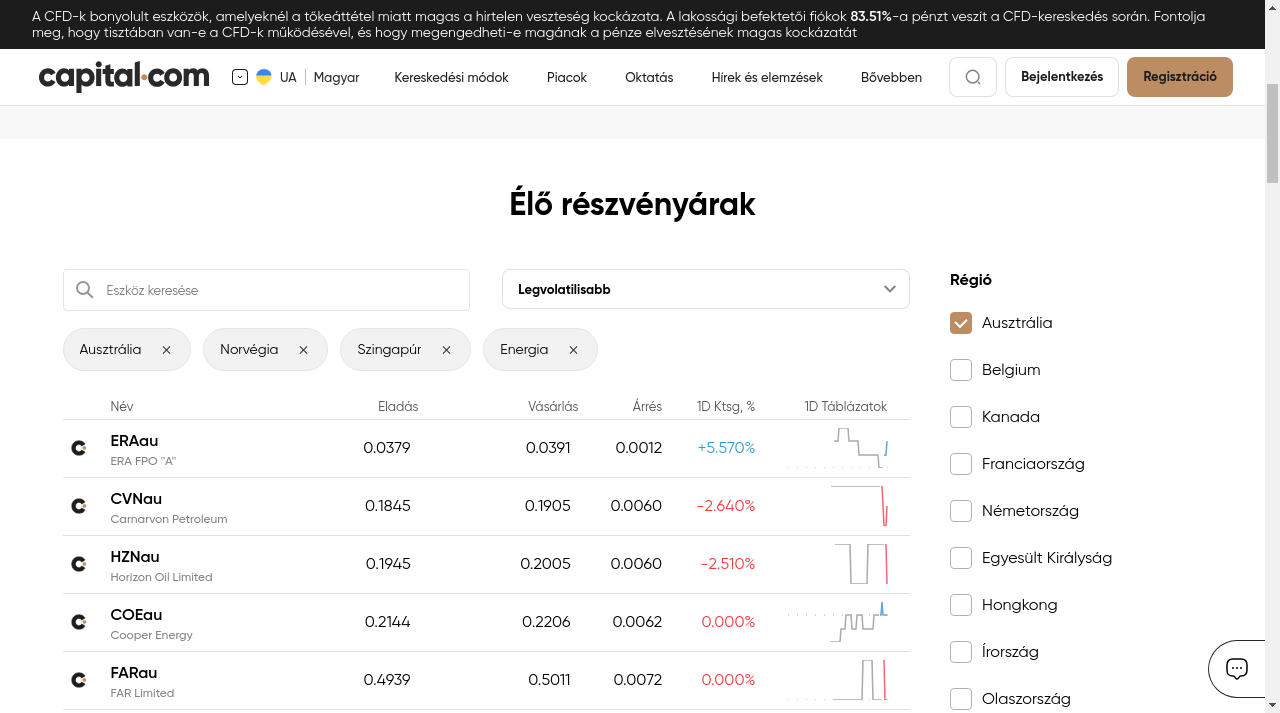 A CFD-k bonyolult eszközök, amelyeknél a tőkeáttétel miatt magas a hirtelen veszteség kockázata. A lakossági befektetői fiókok 83.51%-a pénzt veszít a CFD-kereskedés során. Fontolja
meg, hogy tisztában van-e a CFD-k működésével, és hogy megengedheti-e magának a pénze elvesztésének magas kockázatát
capital.com
UA
Magyar
Kereskedési módok
Piacok
Oktatás
Hírek és elemzések
Bővebben
Bejelentkezés
Regisztráció
Élő részvényárak
Eszköz keresése
Legvolatilisabb
Ausztrália
Norvégia
Szingapúr
Energia
Név Eladás Vásárlás Árrés 1D Ktsg, % 1D Táblázatok
ERAau 0.0379 0.0391 0.0012 +5.570%
ERA FPO "A"
CVNau 0.1845 0.1905 0.0060 -2.640%
Carnarvon Petroleum
HZNau 0.1945 0.2005 0.0060 -2.510%
Horizon Oil Limited
COEau 0.2144 0.2206 0.0062 0.000%
Cooper Energy
FARau 0.4939 0.5011 0.0072 0.000%
FAR Limited
Régió
Ausztrália
Belgium
Kanada
Franciaország
Németország
Egyesült Királyság
Hongkong
Írország
Olaszország